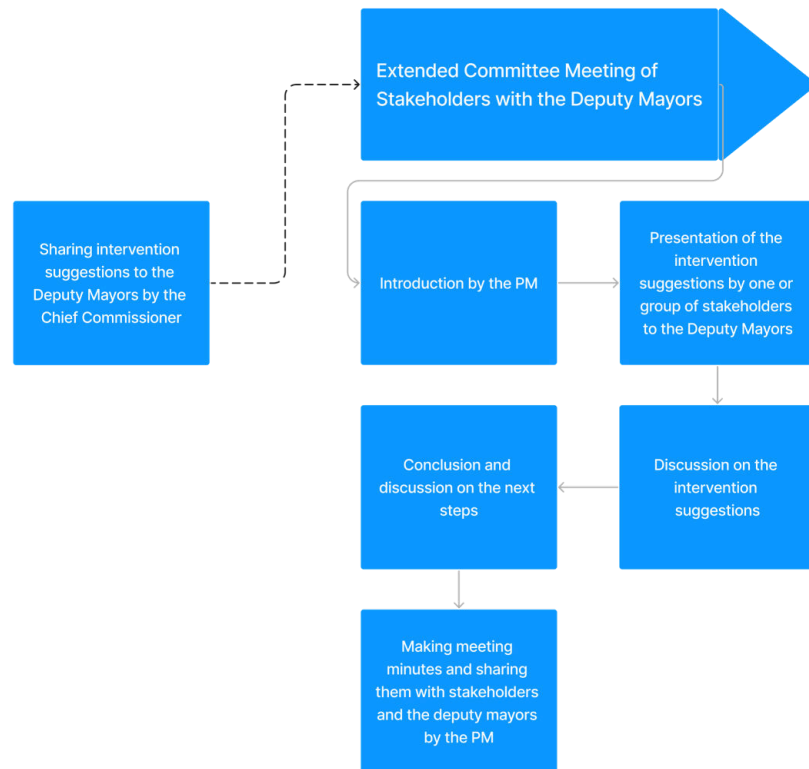 Extended Committee Meeting of
Stakeholders with the Deputy Mayors
Sharing intervention
suggestions to the
Deputy Mayors by the
Chief Commissioner
Introduction by the PM
Presentation of the
intervention
suggestions by one or
group of stakeholders
to the Deputy Mayors
Conclusion and
discussion on the next
steps
Discussion on the
intervention
suggestions
Making meeting
minutes and sharing
them with stakeholders
and the deputy mayors
by the PM